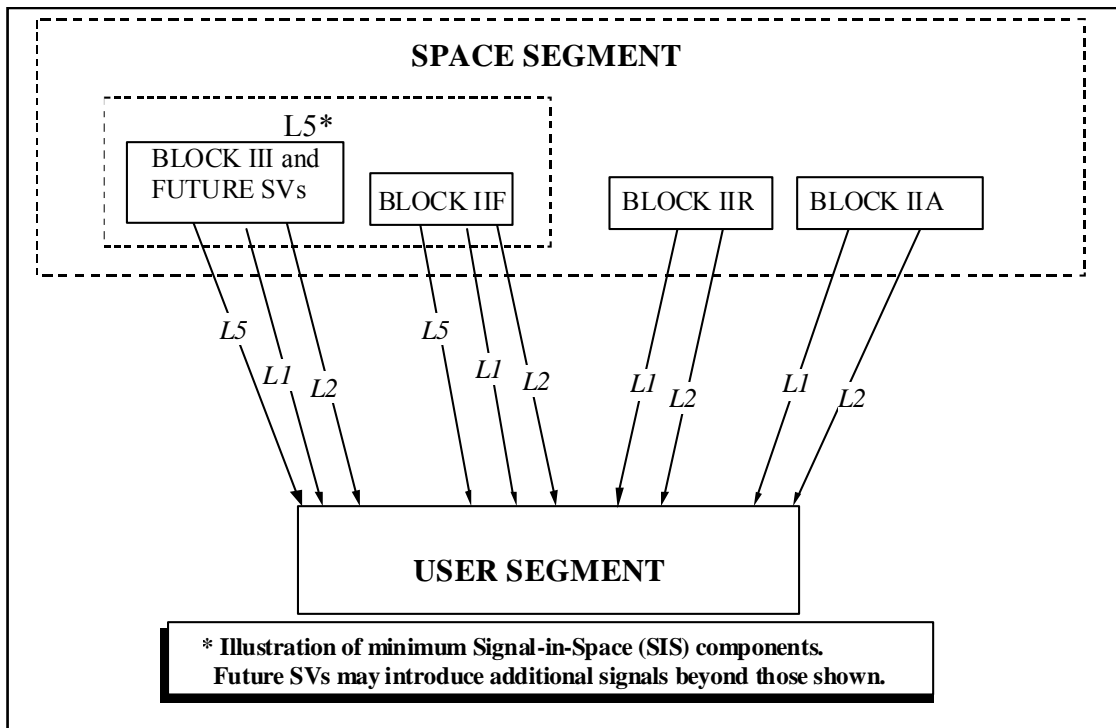 SPACE SEGMENT
L5*
BLOCK III and
FUTURE SVs
BLOCK IIF
BLOCK IIR
BLOCK IIA
L5
L1
L2
L5
L1
L2
L1
L2
L1
L2
USER SEGMENT
* Illustration of minimum Signal-in-Space (SIS) components.
Future SVs may introduce additional signals beyond those shown.